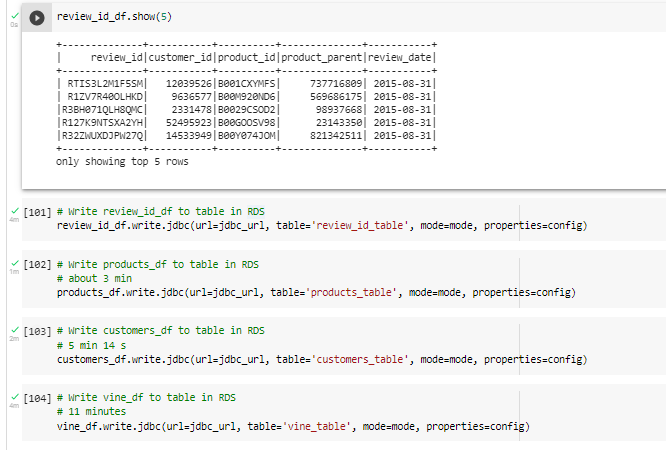 review_id_df.show(5)
0s
+--------------+-----------+----------+--------------+-----------+
|     review_id|customer_id|product_id|product_parent|review_date|
+--------------+-----------+----------+--------------+-----------+
| RTIS3L2M1F5SM|   12039526|B001CXYMFS|     737716809| 2015-08-31|
| R1ZV7R40OLHKD|    9636577|B00M920ND6|     569686175| 2015-08-31|
|R3BH071QLH8QMC|    2331478|B0029CSOD2|      98937668| 2015-08-31|
|R127K9NTSXA2YH|   52495923|B00GOOSV98|      23143350| 2015-08-31|
|R32ZWUXDJPW27Q|   14533949|B00Y074JOM|     821342511| 2015-08-31|
+--------------+-----------+----------+--------------+-----------+
only showing top 5 rows
[101] # Write review_id_df to table in RDS
4m
review_id_df.write.jdbc(url=jdbc_url, table='review_id_table', mode=mode, properties=config)
[102] # Write products_df to table in RDS
1m
# about 3 min
products_df.write.jdbc(url=jdbc_url, table='products_table', mode=mode, properties=config)
[103] # Write customers_df to table in RDS
2m
# 5 min 14 s
customers_df.write.jdbc(url=jdbc_url, table='customers_table', mode=mode, properties=config)
[104] # Write vine_df to table in RDS
4m
# 11 minutes
vine_df.write.jdbc(url=jdbc_url, table='vine_table', mode=mode, properties=config)